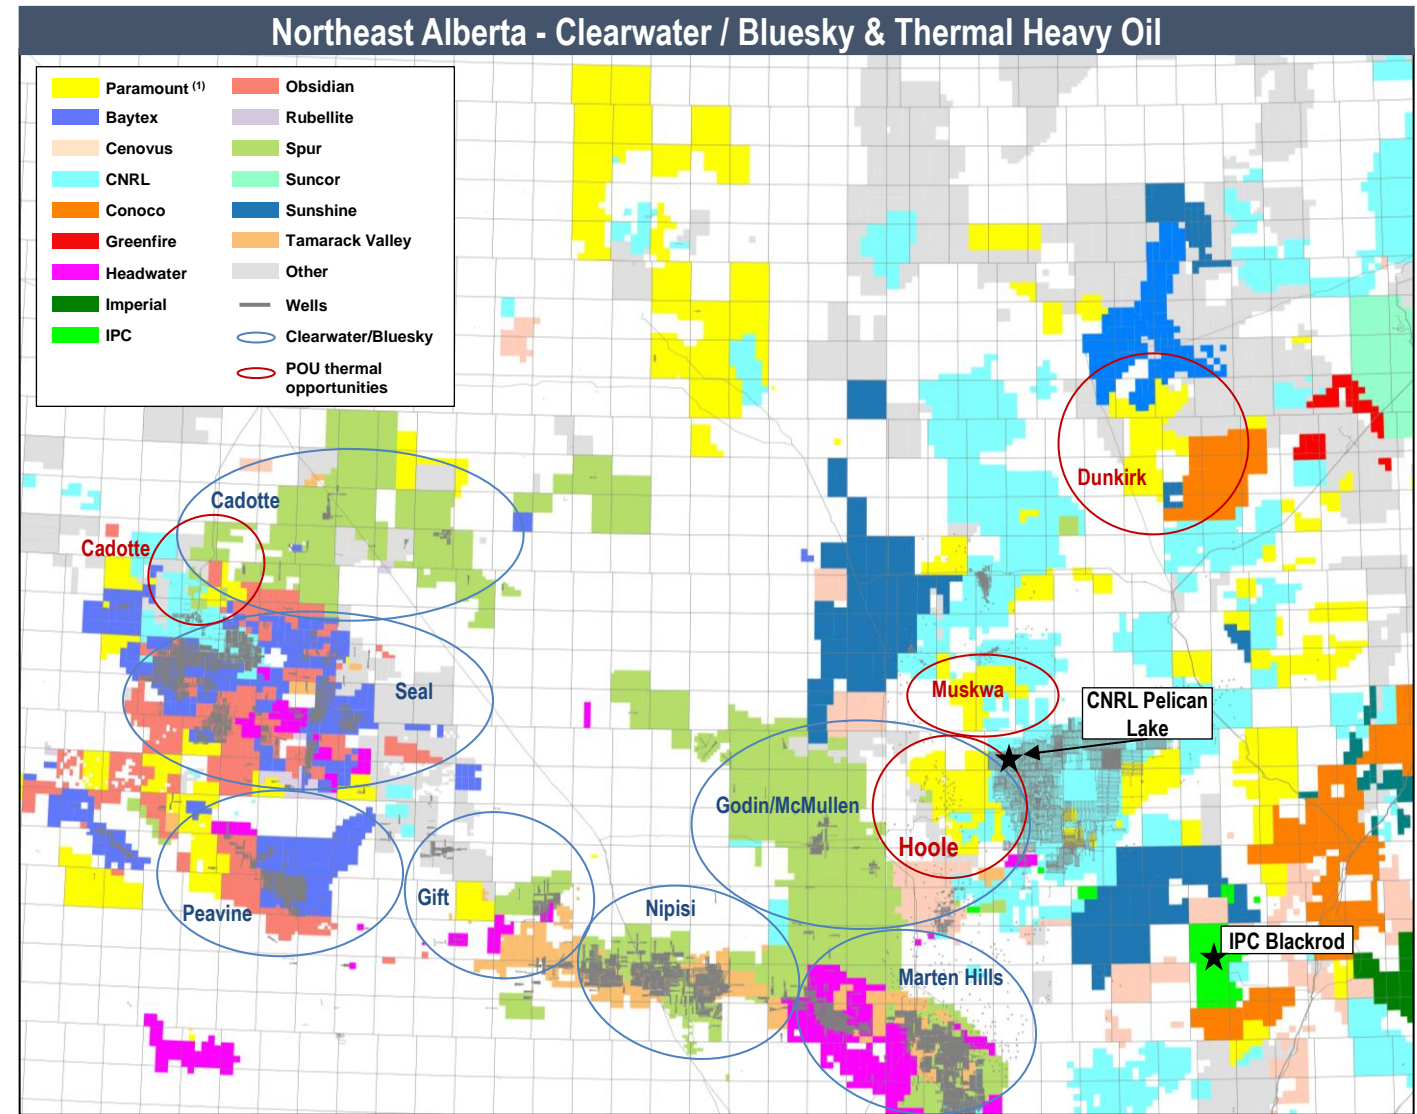 Northeast Alberta - Clearwater / Bluesky & Thermal Heavy Oil
Paramount (1)
Baytex
Cenovus
CNRL
Conoco
Greenfire
Headwater
Imperial
IPC
Obsidian
Rubellite
Spur
Suncor
Sunshine
Tamarack Valley
Other
Wells
Clearwater/Bluesky
POU thermal
opportunities
Cadotte
Cadotte
Dunkirk
Seal
Muskwa
CNRL Pelican
Lake
Godin/McMullen
Hoole
Gift
Peavine
Nipisi
IPC Blackrod
Marten Hills